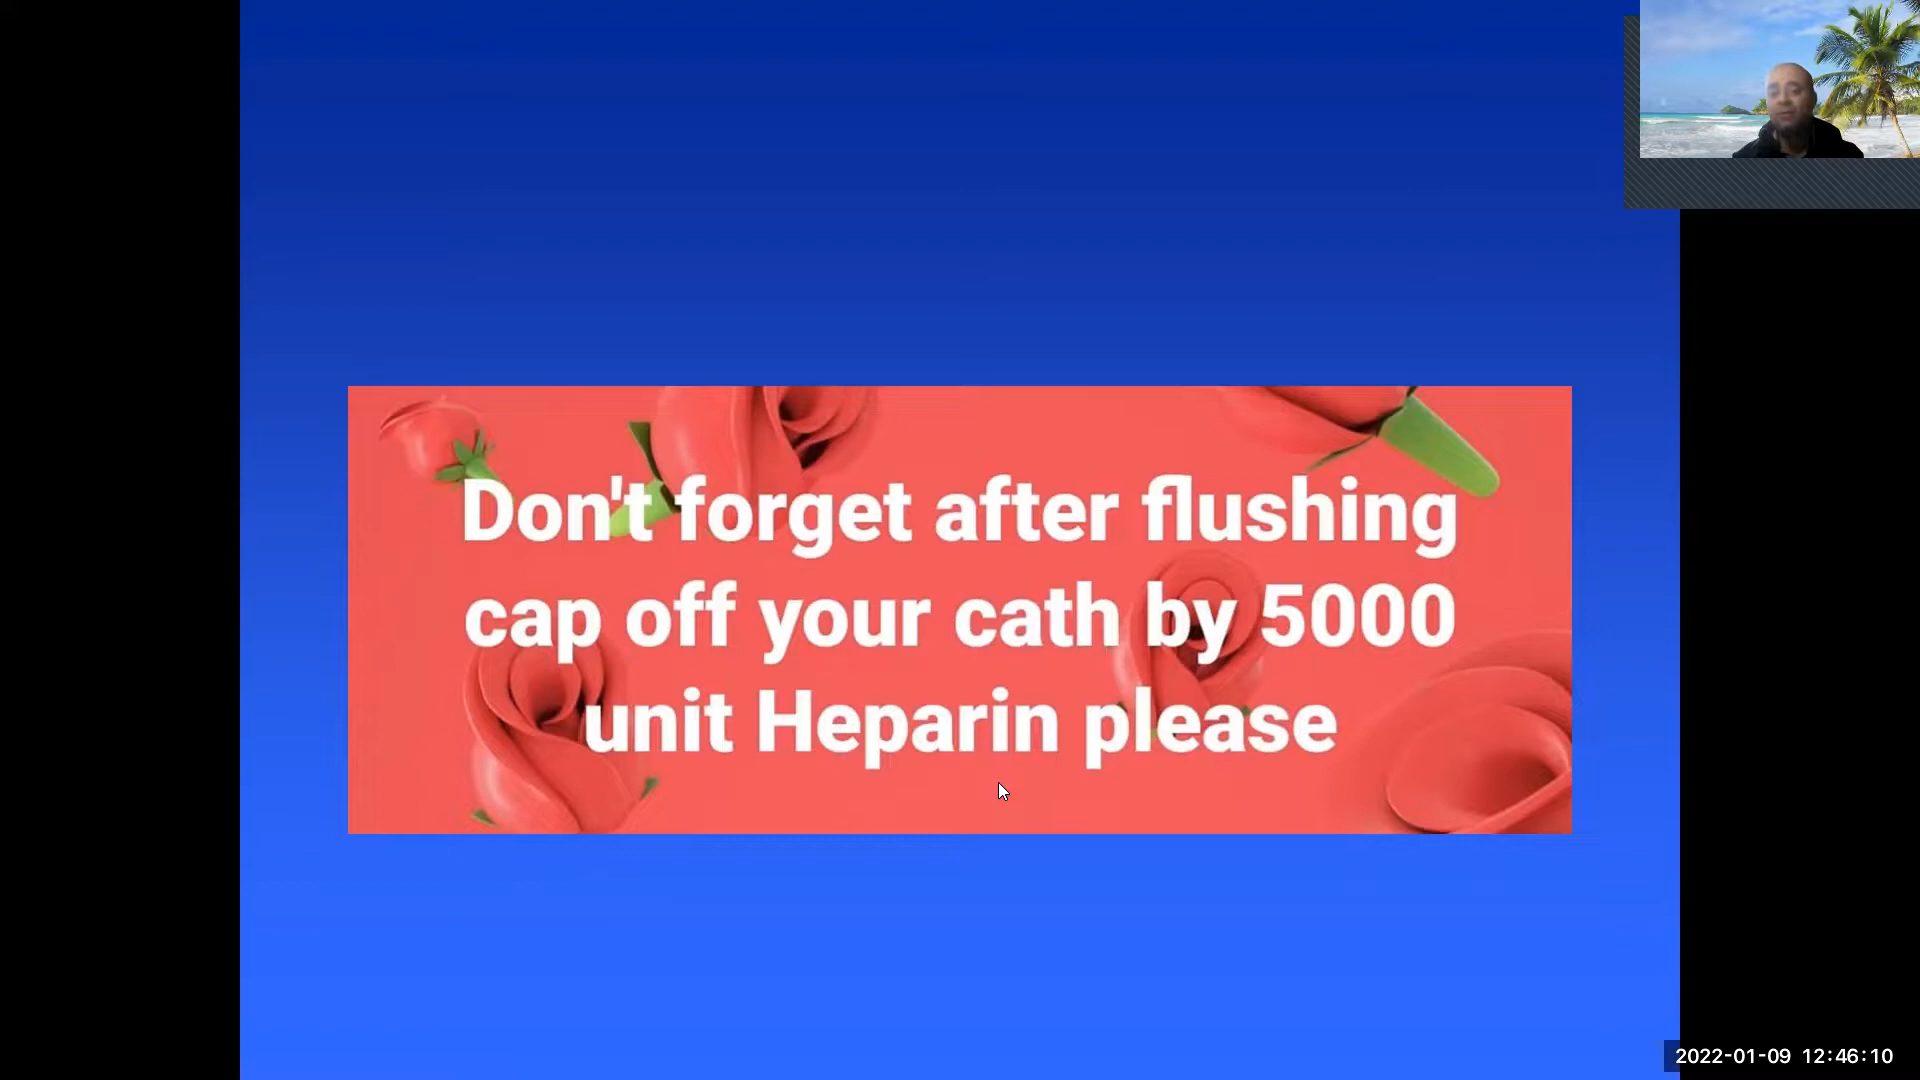 Don't forget after flushing
cap off your cath by 5000
unit Heparin please
2022-01-09 12:46:10